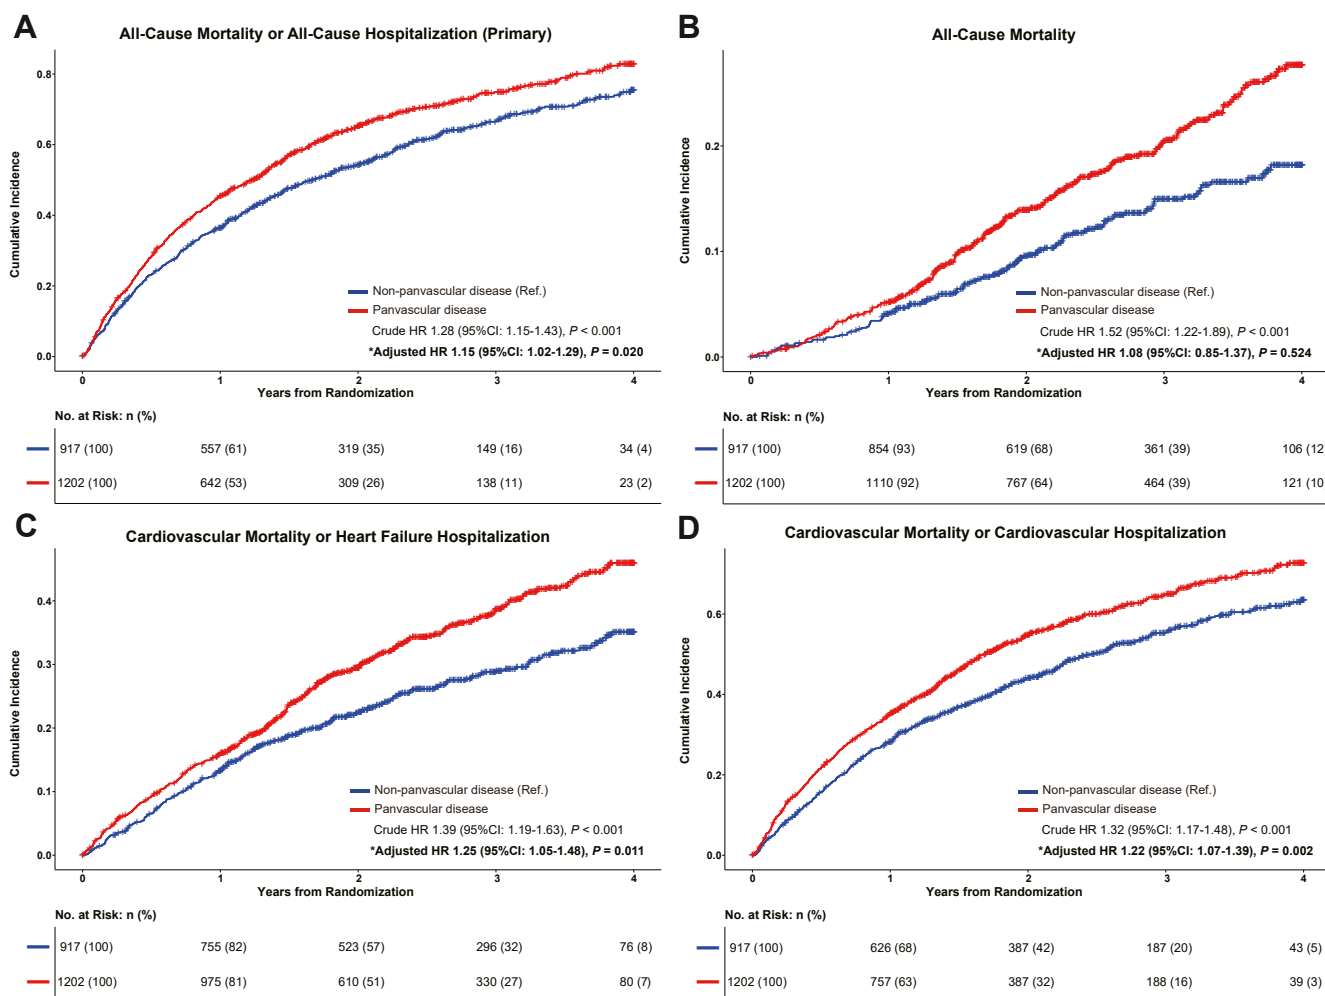 A
All-Cause Mortality or All-Cause Hospitalization (Primary)
Cumulative Incidence
0.8
0.6
0.4
0.2
0.0
Non-panvascular disease (Ref.)
Panvascular disease
Crude HR 1.28 (95%CI: 1.15-1.43), P < 0.001
*Adjusted HR 1.15 (95%CI: 1.02-1.29), P = 0.020
0 1 2 3 4
Years from Randomization
No. at Risk: n (%)
917 (100) 557 (61) 319 (35) 149 (16) 34 (4)
1202 (100) 642 (53) 309 (26) 138 (11) 23 (2)
B
All-Cause Mortality
Cumulative Incidence
0.2
0.1
0.0
Non-panvascular disease (Ref.)
Panvascular disease
Crude HR 1.52 (95%CI: 1.22-1.89), P < 0.001
*Adjusted HR 1.08 (95%CI: 0.85-1.37), P = 0.524
0 1 2 3 4
Years from Randomization
No. at Risk: n (%)
917 (100) 854 (93) 619 (68) 361 (39) 106 (12
1202 (100) 1110 (92) 767 (64) 464 (39) 121 (10
C
Cardiovascular Mortality or Heart Failure Hospitalization
Cumulative Incidence
0.4
0.3
0.2
0.1
0.0
Non-panvascular disease (Ref.)
Panvascular disease
Crude HR 1.39 (95%CI: 1.19-1.63), P < 0.001
*Adjusted HR 1.25 (95%CI: 1.05-1.48), P = 0.011
0 1 2 3 4
Years from Randomization
No. at Risk: n (%)
917 (100) 755 (82) 523 (57) 296 (32) 76 (8)
1202 (100) 975 (81) 610 (51) 330 (27) 80 (7)
D
Cardiovascular Mortality or Cardiovascular Hospitalization
Cumulative Incidence
0.6
0.4
0.2
0.0
Non-panvascular disease (Ref.)
Panvascular disease
Crude HR 1.32 (95%CI: 1.17-1.48), P < 0.001
*Adjusted HR 1.22 (95%CI: 1.07-1.39), P = 0.002
0 1 2 3 4
Years from Randomization
No. at Risk: n (%)
917 (100) 626 (68) 387 (42) 187 (20) 43 (5)
1202 (100) 757 (63) 387 (32) 188 (16) 39 (3)